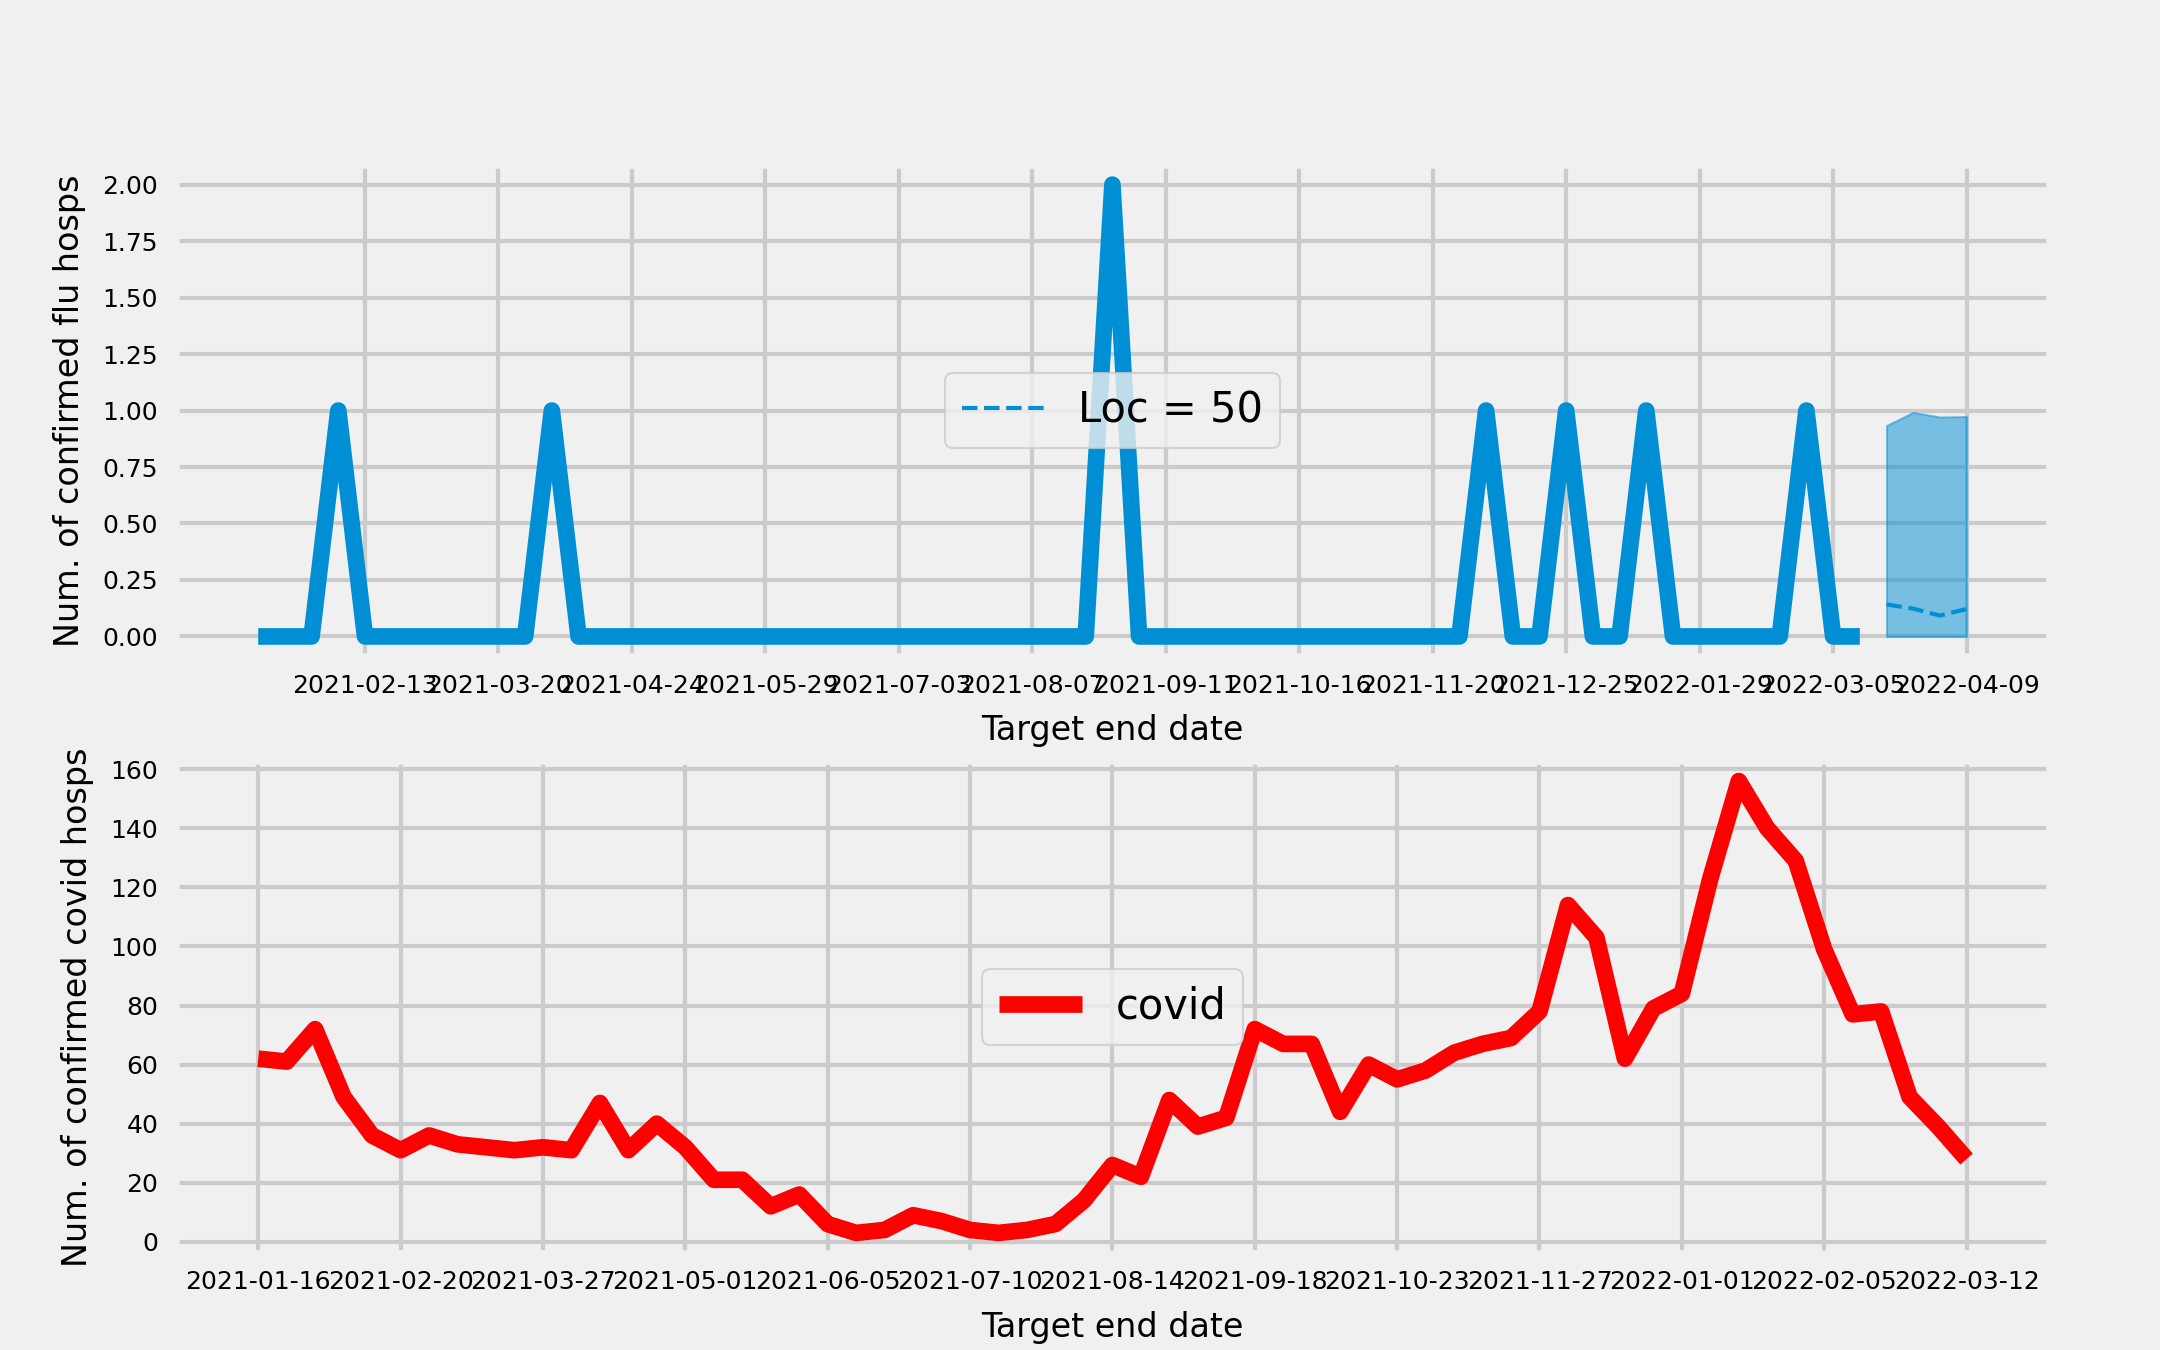 Num. of confirmed flu hosps
2.00
1.75
1.50
1.25
1.00
0.75
0.50
0.25
0.00
Loc = 50
2021-02-13 2021-03-20 2021-04-24 2021-05-29 2021-07-03 2021-08-07 2021-09-11 2021-10-16 2021-11-20 2021-12-25 2022-01-29 2022-03-05 2022-04-09
Target end date
Num. of confirmed covid hosps
160
140
120
100
80
60
40
20
0
covid
2021-01-16 2021-02-20 2021-03-27 2021-05-01 2021-06-05 2021-07-10 2021-08-14 2021-09-18 2021-10-23 2021-11-27 2022-01-01 2022-02-05 2022-03-12
Target end date